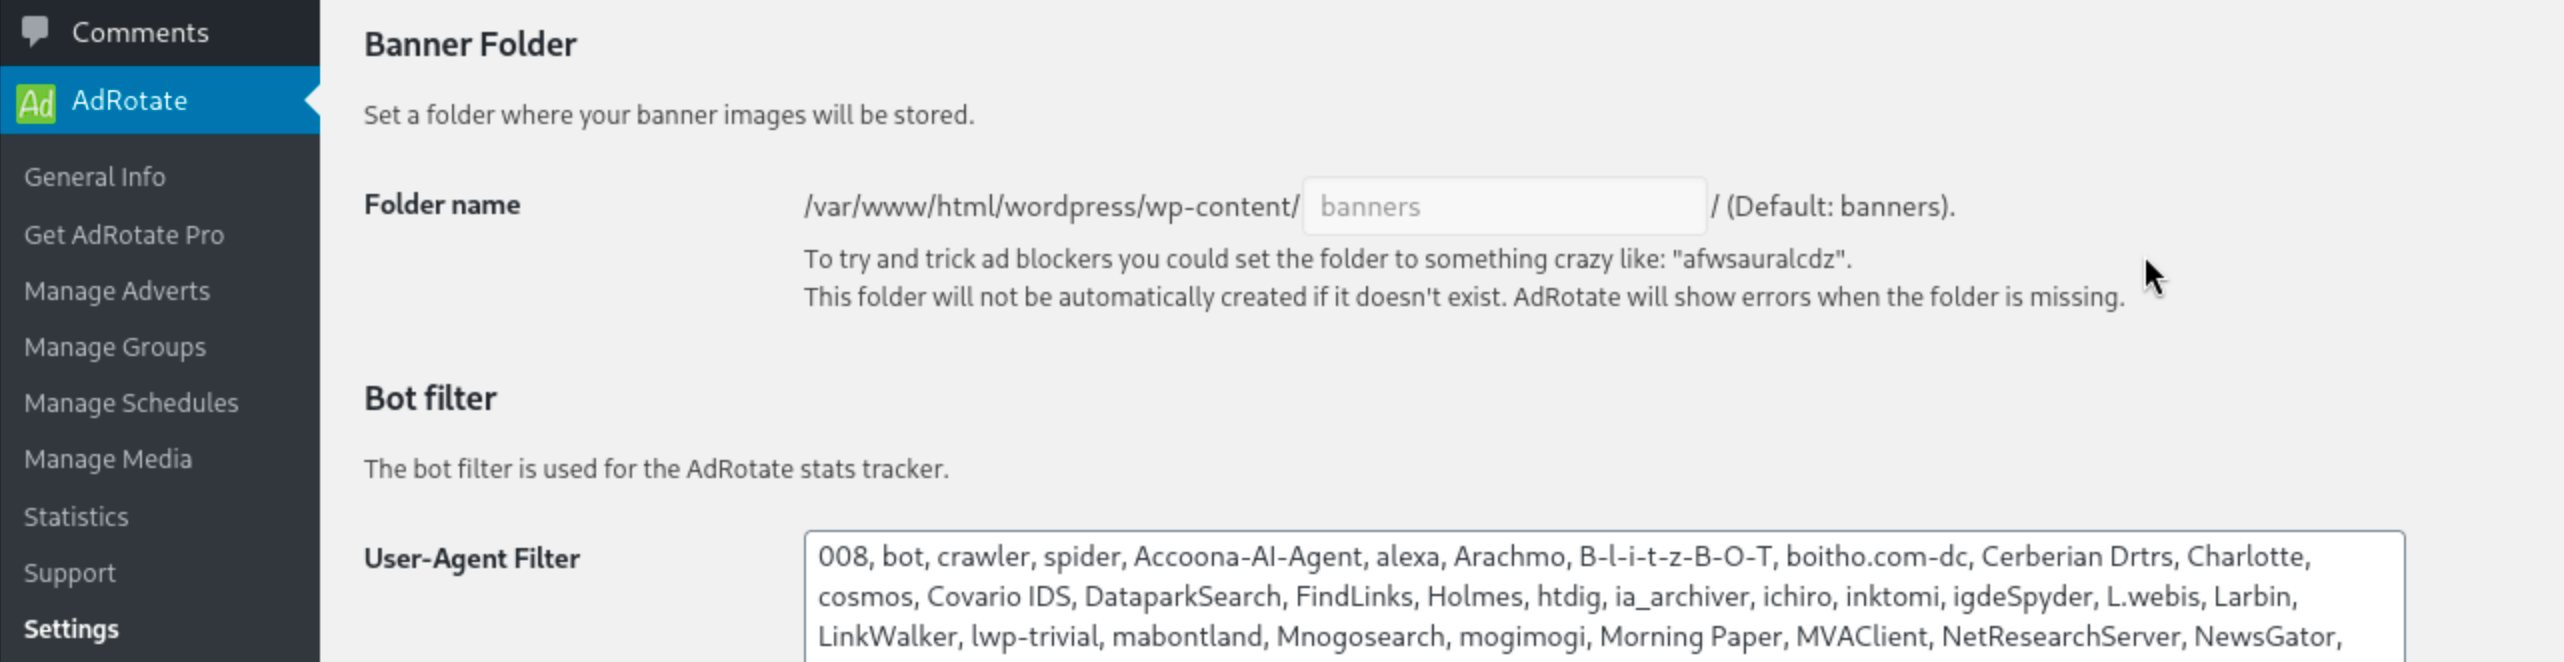 Comments
Ad AdRotate
General Info
Get AdRotate Pro
Manage Adverts
Manage Groups
Manage Schedules
Manage Media
Statistics
Support
Settings
Banner Folder
Set a folder where your banner images will be stored.
Folder name
/var/www/html/wordpress/wp-content/ banners / (Default: banners).
To try and trick ad blockers you could set the folder to something crazy like: "afwsauralcdz".
This folder will not be automatically created if it doesn't exist. AdRotate will show errors when the folder is missing.
Bot filter
The bot filter is used for the AdRotate stats tracker.
User-Agent Filter
008, bot, crawler, spider, Accoona-AI-Agent, alexa, Arachmo, B-l-i-t-z-B-O-T, boitho.com-dc, Cerberian Drtrs, Charlotte,
cosmos, Covario IDS, DataparkSearch, FindLinks, Holmes, htdig, ia_archiver, ichiro, inktomi, igdeSpyder, L.webis, Larbin,
LinkWalker, lwp-trivial, mabontland, Mnogosearch, mogimogi, Morning Paper, MVAClient, NetResearchServer, NewsGator,